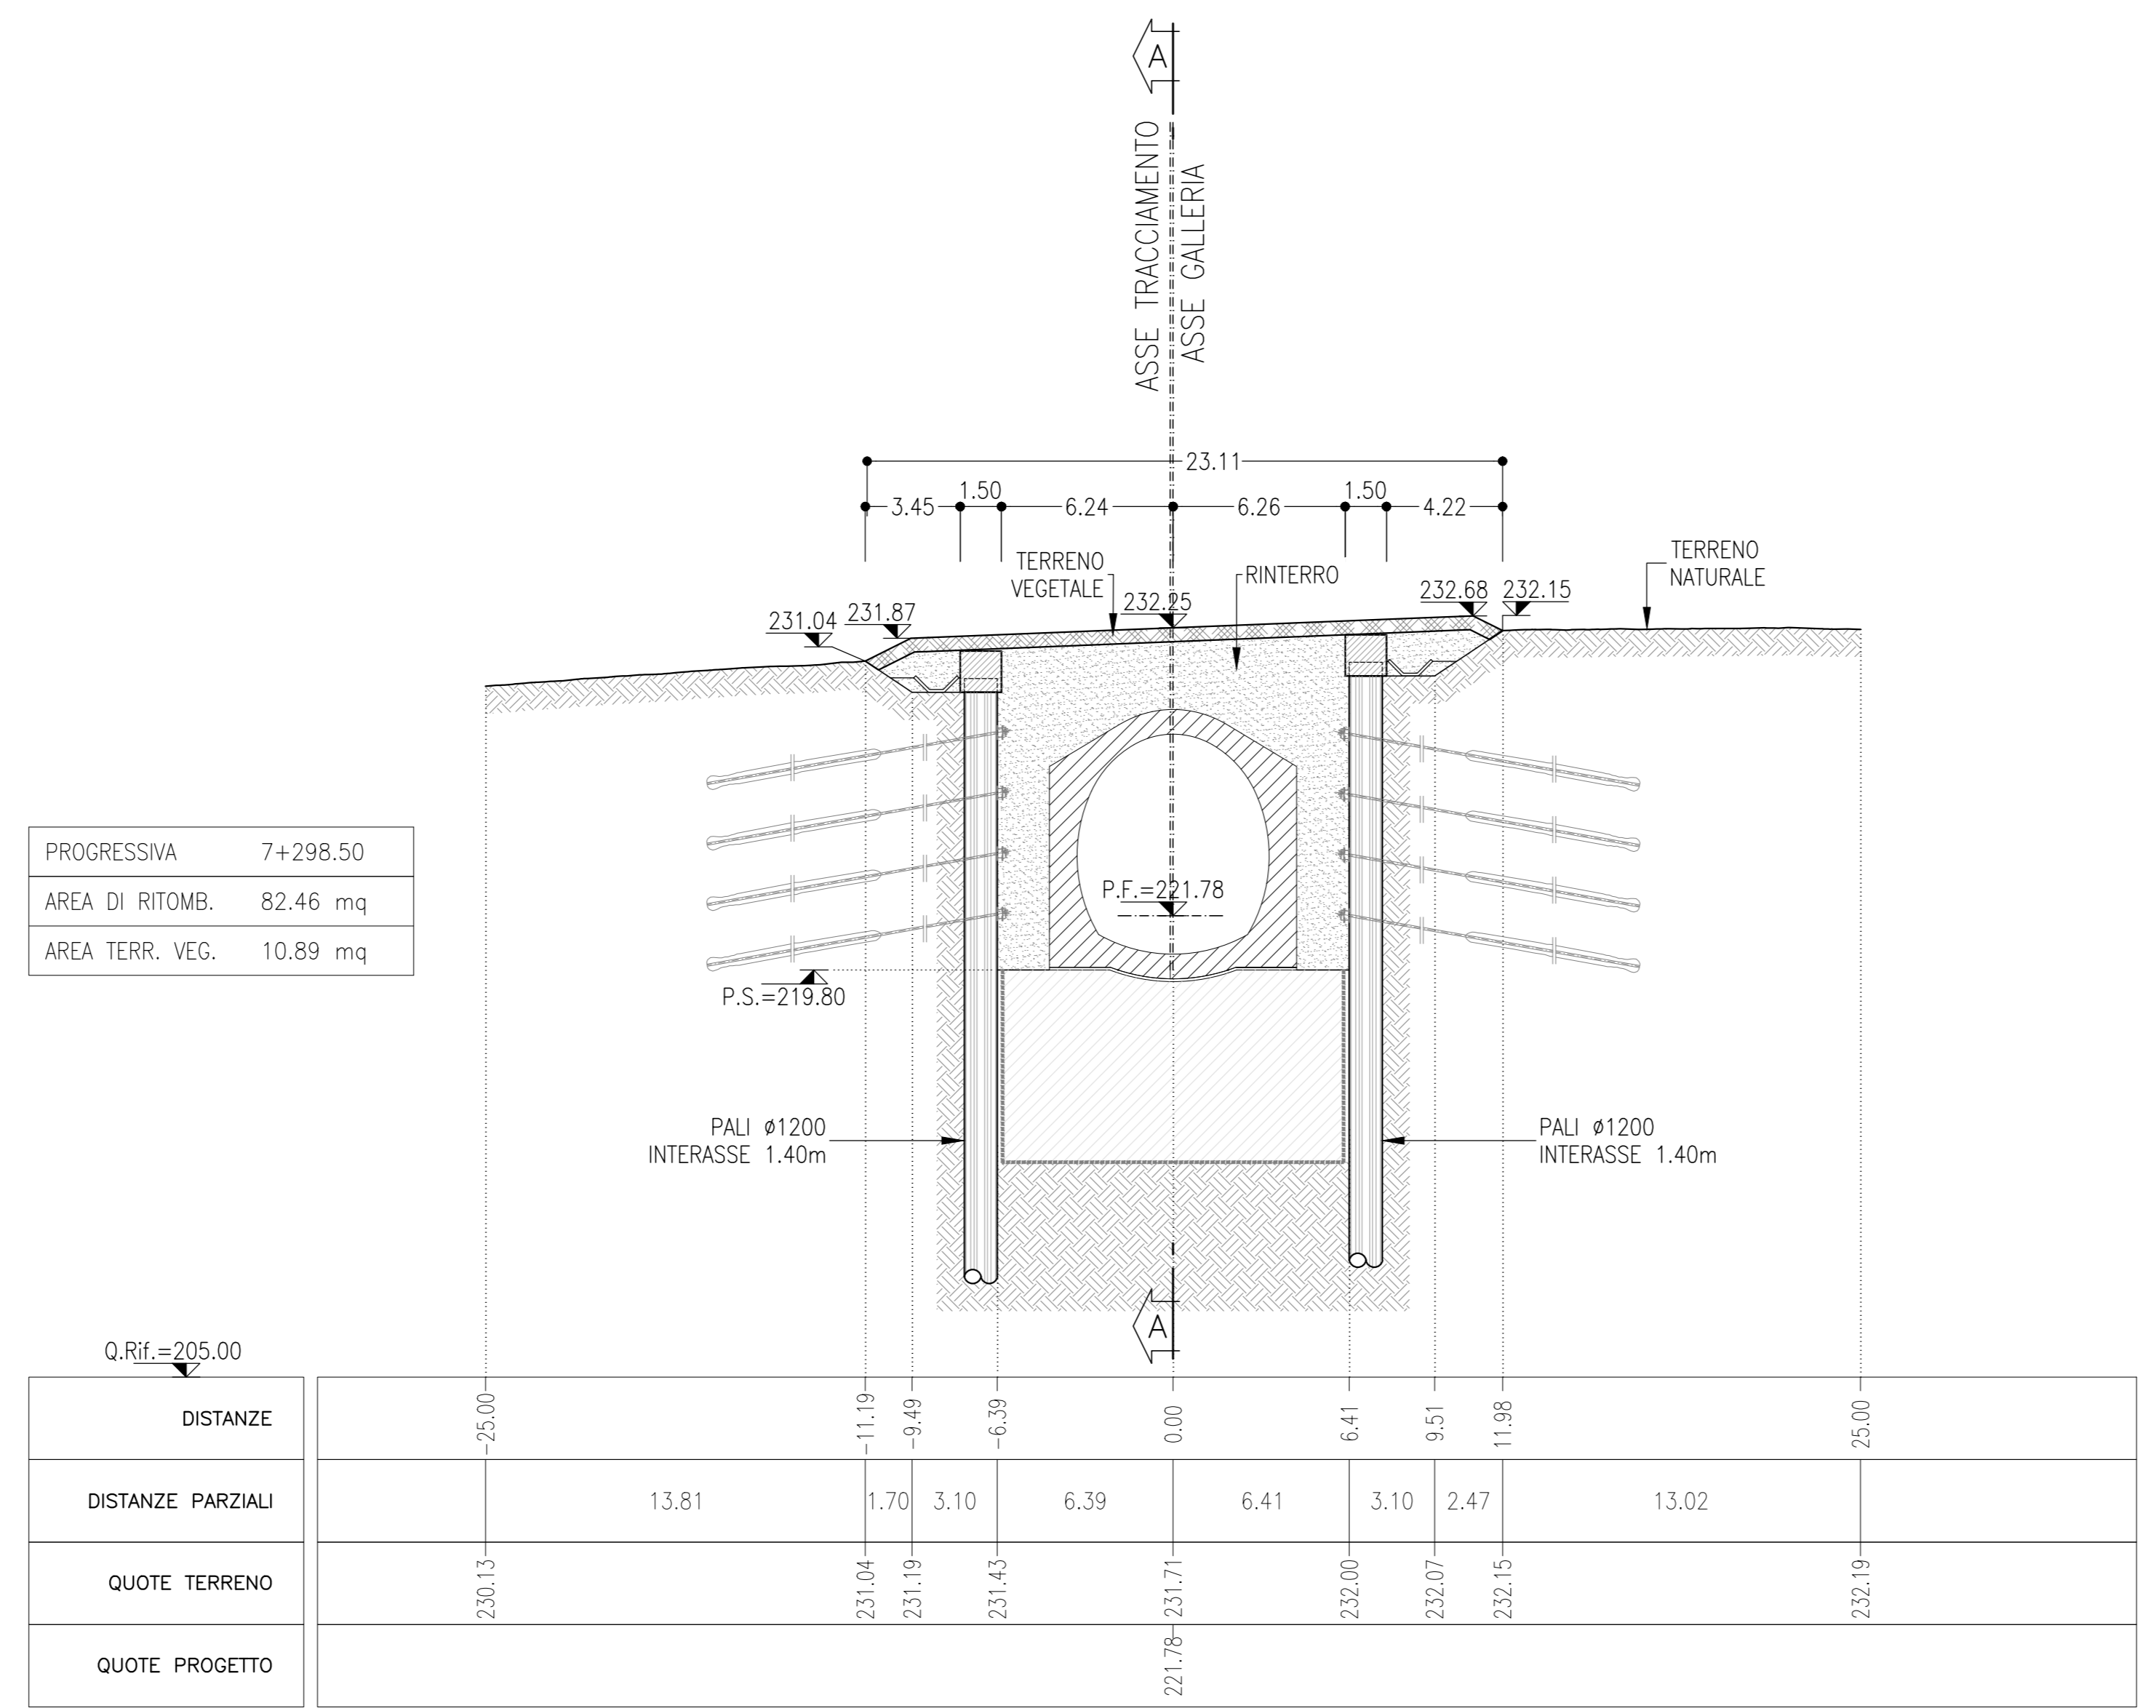 A
ASSE TRACCIAMENTO
ASSE GALLERIA
23.11
3.45
1.50
6.24
6.26
1.50
4.22
TERRENO
VEGETALE
RINTERRO
TERRENO
NATURALE
231.04
231.87
232.25
232.68
232.15
PROGRESSIVA 7+298.50
AREA DI RITOMB. 82.46 mq
AREA TERR. VEG. 10.89 mq
P.F.=221.78
P.S.=219.80
PALI ø1200
INTERASSE 1.40m
PALI ø1200
INTERASSE 1.40m
A
Q.Rif.=205.00
DISTANZE -25.00 -11.19 -9.49 -6.39 0.00 6.41 9.51 11.98 25.00
DISTANZE PARZIALI 13.81 1.70 3.10 6.39 6.41 3.10 2.47 13.02
QUOTE TERRENO 230.13 231.04 231.19 231.43 231.71 232.00 232.07 232.15 232.19
QUOTE PROGETTO 221.78